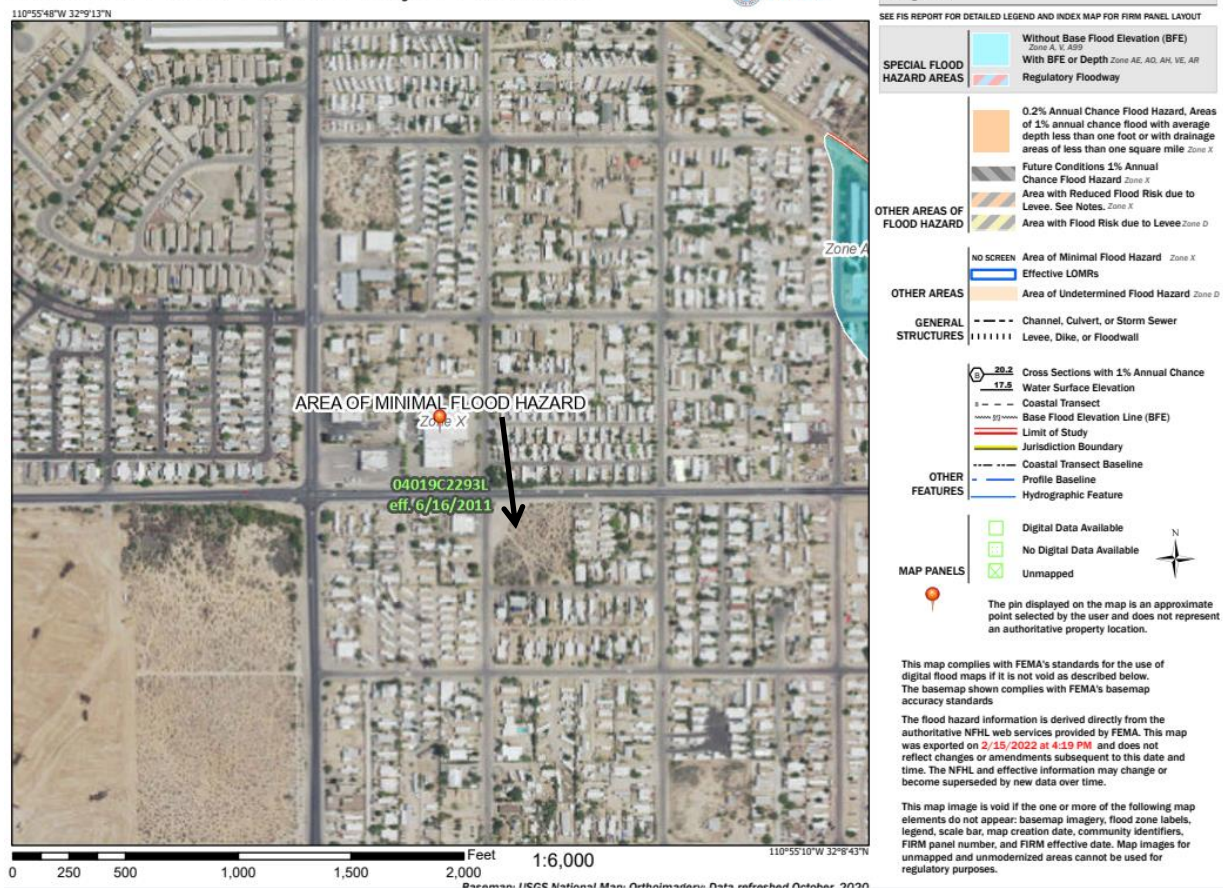 110°55'48"W 32°9'13"N
SEE FIS REPORT FOR DETAILED LEGEND AND INDEX MAP FOR FIRM PANEL LAYOUT
SPECIAL FLOOD
HAZARD AREAS
Without Base Flood Elevation (BFE)
Zone A, V, A99
With BFE or Depth Zone AE, AO, AH, VE, AR
Regulatory Floodway
0.2% Annual Chance Flood Hazard, Areas
of 1% annual chance flood with average
depth less than one foot or with drainage
areas of less than one square mile Zone X
Future Conditions 1% Annual
Chance Flood Hazard Zone X
Area with Reduced Flood Risk due to
Levee. See Notes. Zone X
Area with Flood Risk due to Levee Zone D
OTHER AREAS OF
FLOOD HAZARD
NO SCREEN Area of Minimal Flood Hazard Zone X
Effective LOMRs
OTHER AREAS
Area of Undetermined Flood Hazard Zone D
GENERAL
STRUCTURES
Channel, Culvert, or Storm Sewer
Levee, Dike, or Floodwall
B 20.2 Cross Sections with 1% Annual Chance
17.5 Water Surface Elevation
8 Coastal Transect
513 Base Flood Elevation Line (BFE)
Limit of Study
Jurisdiction Boundary
Coastal Transect Baseline
OTHER
FEATURES
Profile Baseline
Hydrographic Feature
Digital Data Available
No Digital Data Available
Unmapped
MAP PANELS
N
The pin displayed on the map is an approximate
point selected by the user and does not represent
an authoritative property location.
This map complies with FEMA's standards for the use of
digital flood maps if it is not void as described below.
The basemap shown complies with FEMA's basemap
accuracy standards
The flood hazard information is derived directly from the
authoritative NFHL web services provided by FEMA. This map
was exported on 2/15/2022 at 4:19 PM and does not
reflect changes or amendments subsequent to this date and
time. The NFHL and effective information may change or
become superseded by new data over time.
This map image is void if the one or more of the following map
elements do not appear: basemap imagery, flood zone labels,
legend, scale bar, map creation date, community identifiers,
FIRM panel number, and FIRM effective date. Map images for
unmapped and unmodernized areas cannot be used for
regulatory purposes.
Zone A
AREA OF MINIMAL FLOOD HAZARD
Zone X
04019C2293L
eff. 6/16/2011
110°55'10"W 32°8'43"N
Feet 1:6,000
0 250 500 1,000 1,500 2,000
Basemap: USGS National Map: Orthoimagery: Data refreshed October, 2020